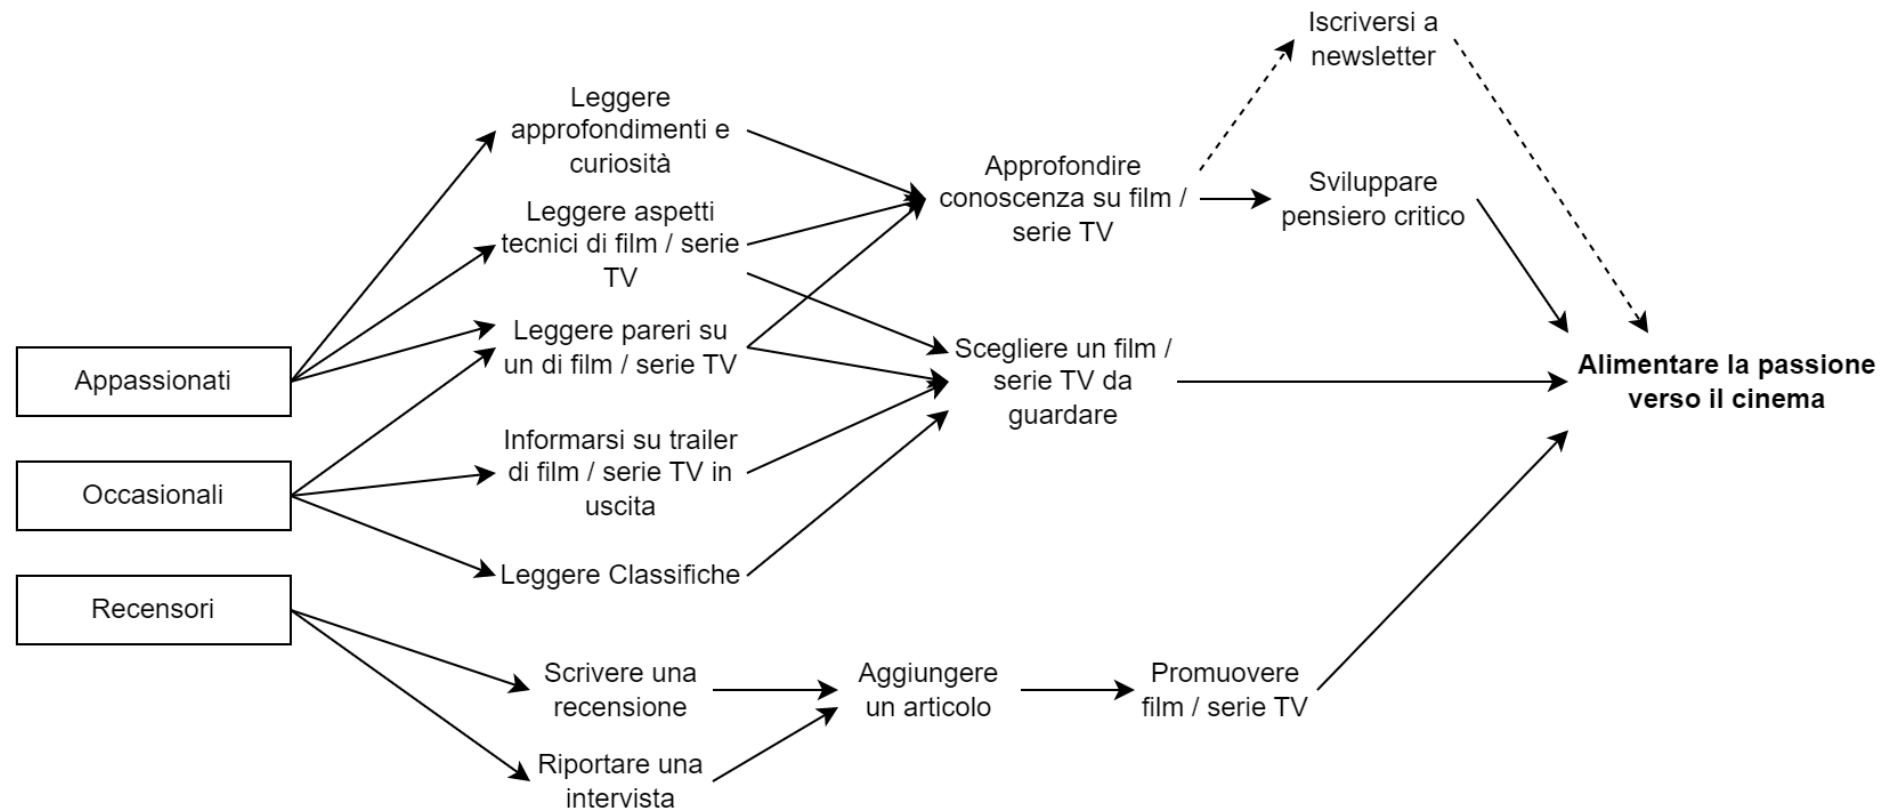 Iscriversi a
newsletter
Leggere
approfondimenti e
curiosità
Approfondire
conoscenza su film /
serie TV
Sviluppare
pensiero critico
Leggere aspetti
tecnici di film / serie
TV
Leggere pareri su
un di film / serie TV
Appassionati
Scegliere un film /
serie TV da
guardare
Alimentare la passione
verso il cinema
Informarsi su trailer
di film / serie TV in
uscita
Occasionali
Leggere Classifiche
Recensori
Scrivere una
recensione
Aggiungere
un articolo
Promuovere
film / serie TV
Riportare una
intervista